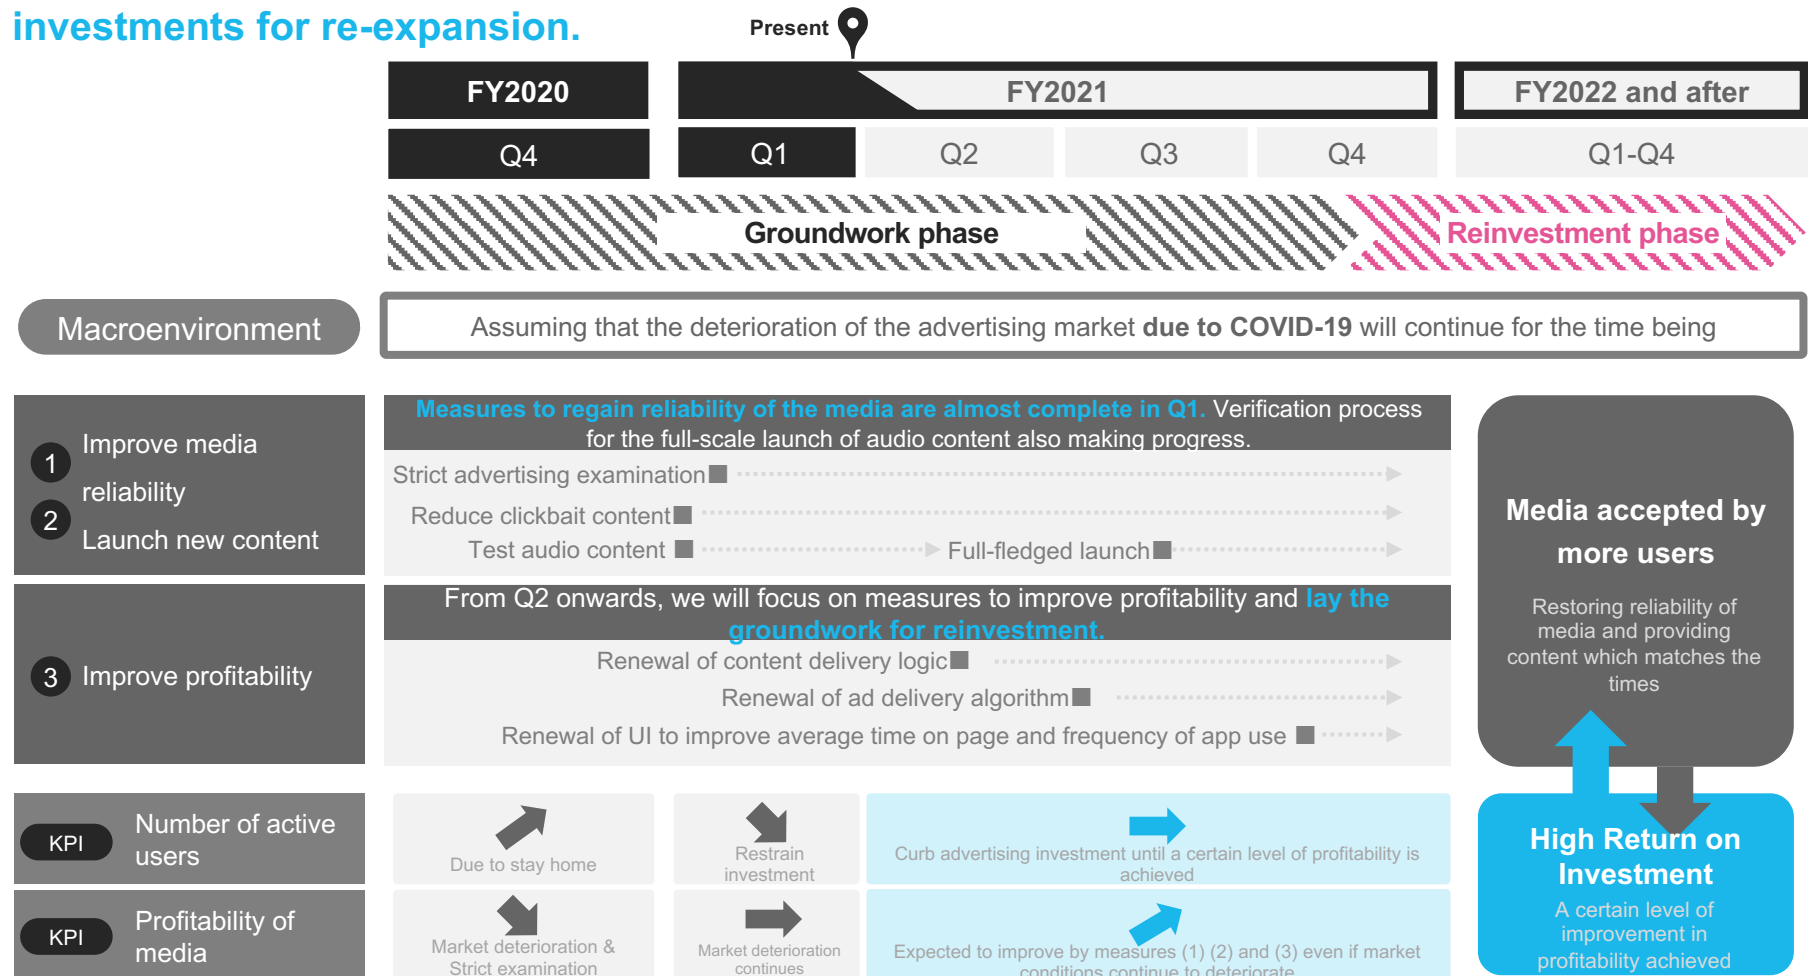 investments for re-expansion.
Present
FY2020
FY2021
FY2022 and after
Q4
Q1
Q2
Q3
Q4
Q1-Q4
Groundwork phase
Reinvestment phase
Macroenvironment
Assuming that the deterioration of the advertising market due to COVID-19 will continue for the time being
1
Improve media
reliability
2
Launch new content
Measures to regain reliability of the media are almost complete in Q1. Verification process
for the full-scale launch of audio content also making progress.
Strict advertising examination
Reduce clickbait content
Test audio content
Full-fledged launch
3
Improve profitability
From Q2 onwards, we will focus on measures to improve profitability and lay the
groundwork for reinvestment.
Renewal of content delivery logic
Renewal of ad delivery algorithm
Renewal of UI to improve average time on page and frequency of app use
Media accepted by
more users
Restoring reliability of
media and providing
content which matches the
times
KPI
Number of active
users
Due to stay home
Restrain
investment
Curb advertising investment until a certain level of profitability is
achieved
KPI
Profitability of
media
Market deterioration &
Strict examination
Market deterioration
continues
Expected to improve by measures (1) (2) and (3) even if market
conditions continue to deteriorate
High Return on
Investment
A certain level of
improvement in
profitability achieved